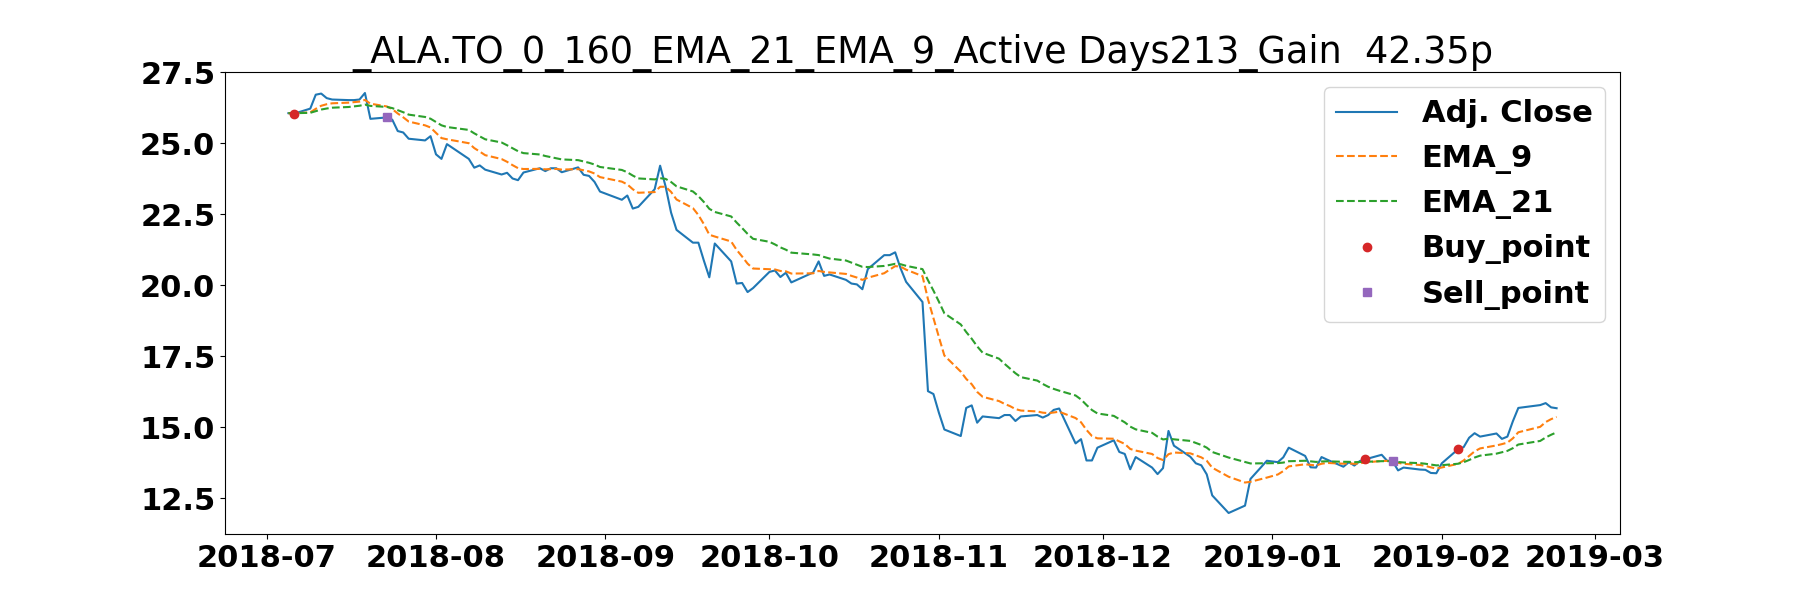 _ALA.TO_0_160_EMA_21_EMA_9_Active Days213_Gain  42.35p
27.5
25.0
22.5
20.0
17.5
15.0
12.5
Adj. Close
EMA_9
EMA_21
Buy_point
Sell_point
2018-07 2018-08 2018-09 2018-10 2018-11 2018-12 2019-01 2019-02 2019-03